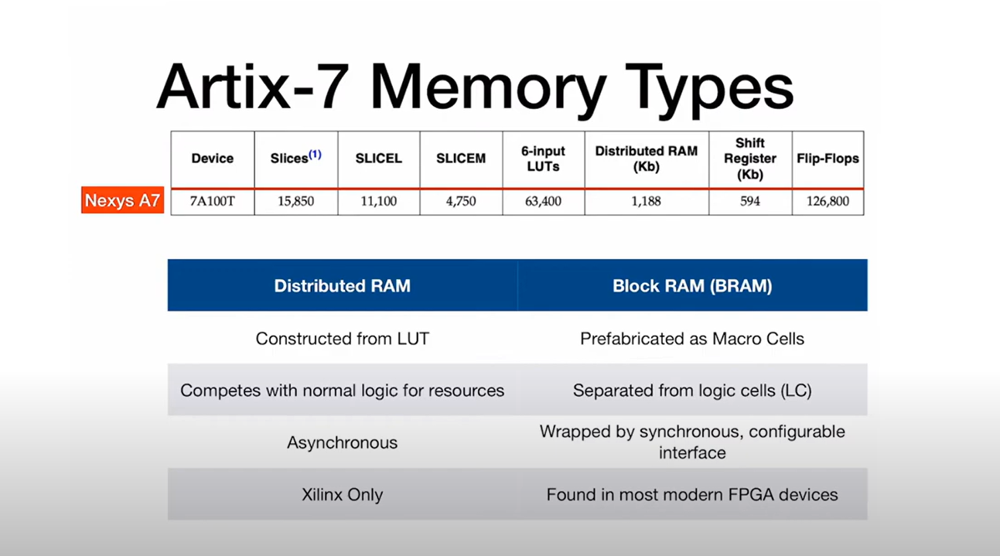 Artix-7 Memory Types
Device Slices(1) SLICEL SLICEM 6-input LUTs Distributed RAM (Kb) Shift Register (Kb) Flip-Flops
Nexys A7 7A100T 15,850 11,100 4,750 63,400 1,188 594 126,800
Distributed RAM Block RAM (BRAM)
Constructed from LUT Prefabricated as Macro Cells
Competes with normal logic for resources Separated from logic cells (LC)
Asynchronous Wrapped by synchronous, configurable interface
Xilinx Only Found in most modern FPGA devices